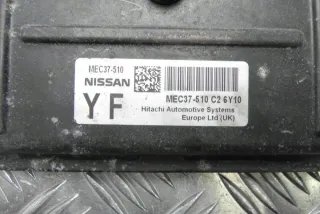 MEC37-510
NISSAN
YF
MEC37-510 C2 6Y10
Hitachi Automotive Systems
Europe Ltd (UK)